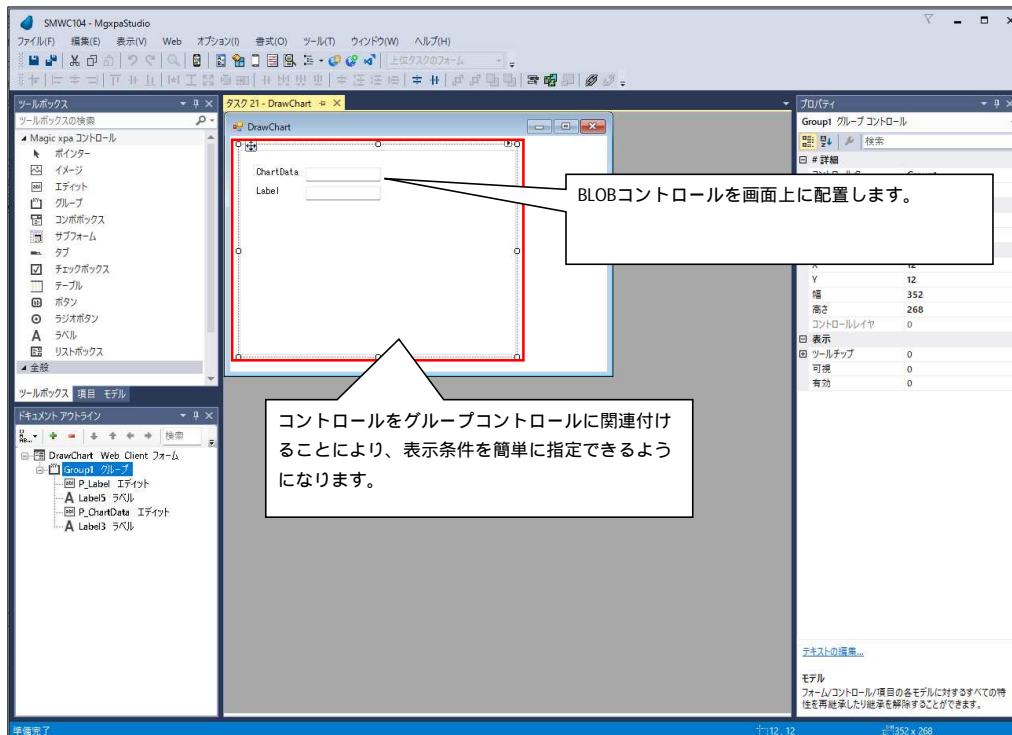 SMWC104 - MgxpaStudio
ファイル(F) 編集(E) 表示(V) Web オプション(I) 書式(O) ツール(T) ウィンドウ(W) ヘルプ(H)
上位タスクのフォーム
ツールボックス
ツールボックスの検索
Magic xpa コントロール
ポインター
イメージ
エディット
グループ
コンボボックス
サブフォーム
タブ
チェックボックス
テーブル
ボタン
ラジオボタン
ラベル
リストボックス
全般
ツールボックス 項目 モデル
ドキュメント アウトライン
検索
DrawChart Web Client フォーム
Group1 グループ
P_Label エディット
Label5 ラベル
P_ChartData エディット
Label3 ラベル
タスク 21 - DrawChart
DrawChart
ChartData
Label
BLOBコントロールを画面上に配置します。
コントロールをグループコントロールに関連付け
ることにより、表示条件を簡単に指定できるよう
になります。
プロパティ
Group1 グループ コントロール
検索
# 詳細
X 12
Y 12
幅 352
高さ 268
コントロールレイヤ 0
表示
ツールチップ 0
可視 0
有効 0
テキストの編集...
モデル
フォーム/コントロール/項目の各モデルに対するすべての特
性を再継承したり継承を解除することができます。
準備完了
12, 12
352 x 268